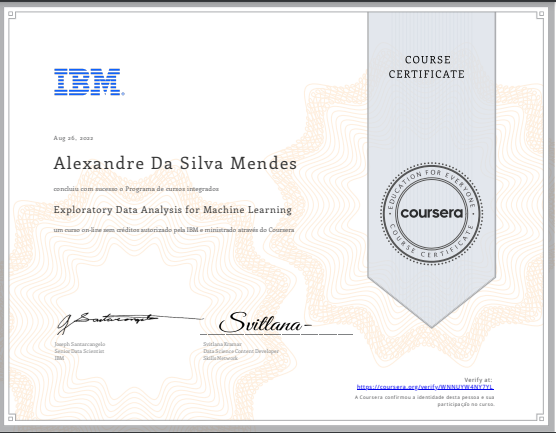 IBM
COURSE
CERTIFICATE
Aug 26, 2022
Alexandre Da Silva Mendes
concluiu com sucesso o Programa de cursos integrados
Exploratory Data Analysis for Machine Learning
um curso on-line sem créditos autorizado pela IBM e ministrado através do Coursera
EDUCATION FOR EVERYONE
coursera
COURSE CERTIFICATE
Svitlana
Joseph Santarcangelo
Senior Data Scientist
IBM
Svitlana Kramar
Data Science Content Developer
Skills Network
Verify at:
https://coursera.org/verify/WNNUYW4NY7YL
A Coursera confirmou a identidade desta pessoa e sua
participação no curso.